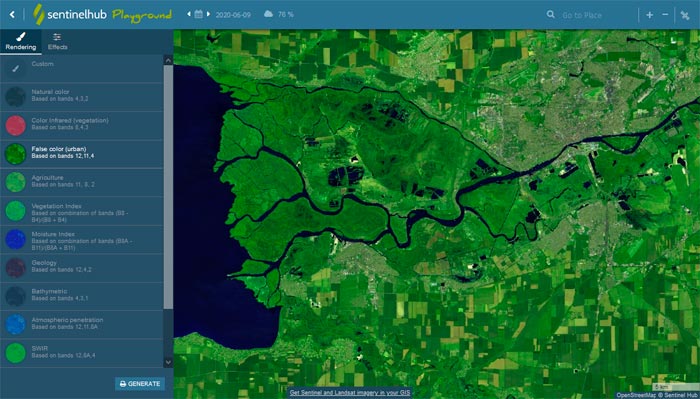 sentinelhub Playground
2020-06-09
76 %
Go to Place
Rendering
Effects
Custom
Natural color
Based on bands 4,3,2
Color Infrared (vegetation)
Based on bands 8,4,3
False color (urban)
Based on bands 12,11,4
Agriculture
Based on bands 11, 8, 2
Vegetation Index
Based on combination of bands (B8 -
B4)/(B8 + B4)
Moisture Index
Based on combination of bands (B8A -
B11)/(B8A + B11)
Geology
Based on bands 12,4,2
Bathymetric
Based on bands 4,3,1
Atmospheric penetration
Based on bands 12,11,8A
SWIR
Based on bands 12,8A,4
GENERATE
Get Sentinel and Landsat imagery in your GIS
5 km
OpenStreetMap © Sentinel Hub